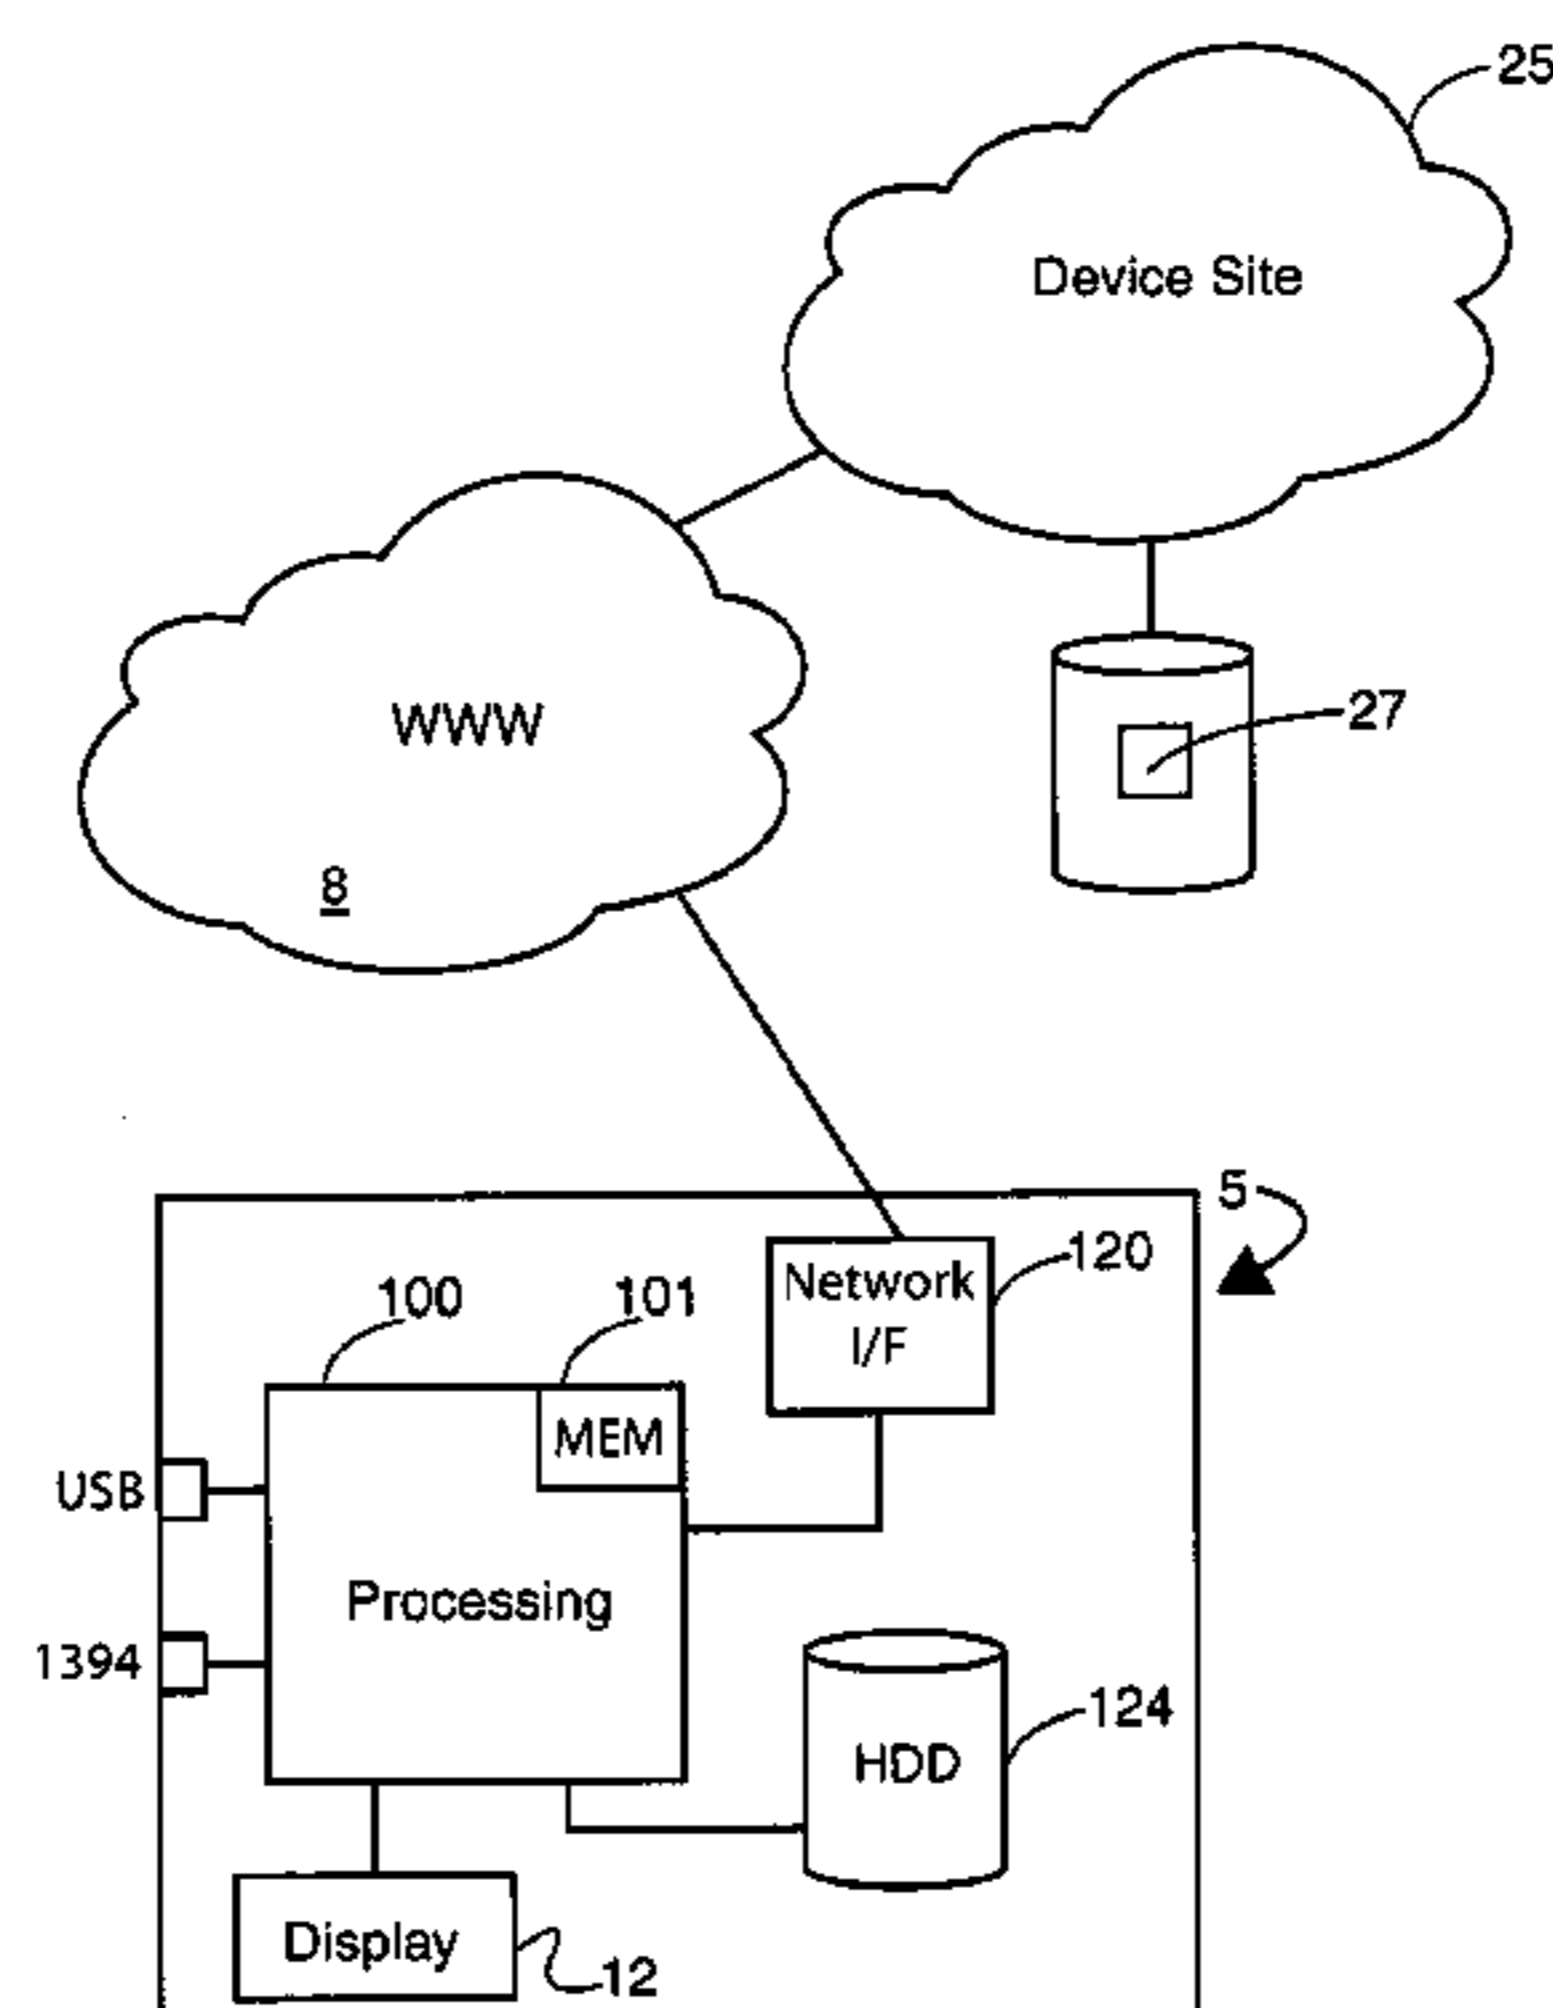 25
Device Site
WWW
27
8
5
120
Network
I/F
100
101
MEM
USB
Processing
1394
124
HDD
Display
12